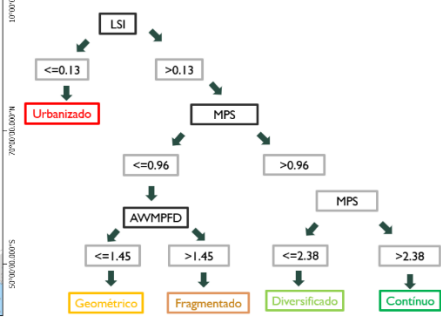 LSI
<=0.13
>0.13
Urbanizado
MPS
<=0.96
>0.96
MPS
AWMPFD
<=1.45
>1.45
<=2.38
>2.38
Geométrico
Fragmentado
Diversificado
Contínuo